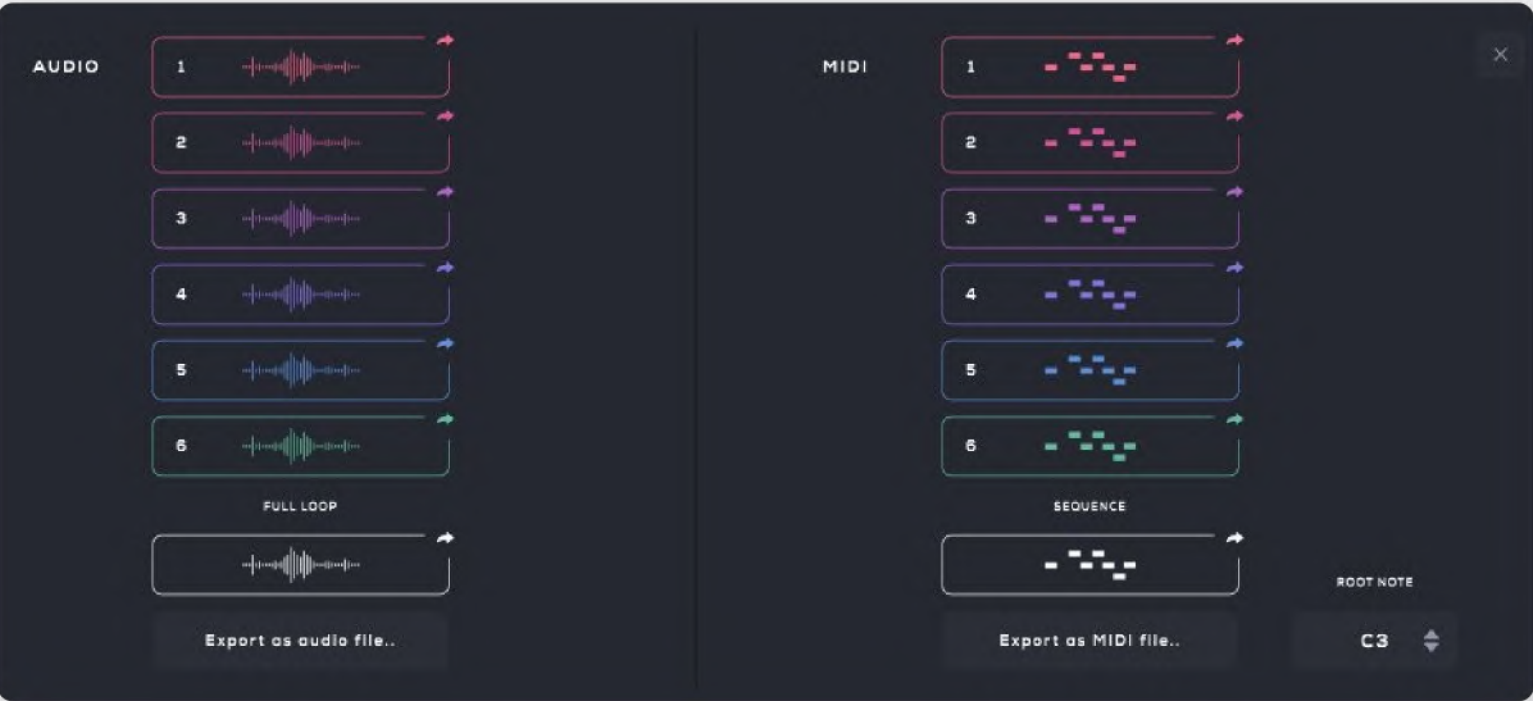 AUDIO
1
2
3
4
5
6
FULL LOOP
Export as audio file..
MIDI
1
2
3
4
5
6
SEQUENCE
Export as MIDI file..
ROOT NOTE
C3